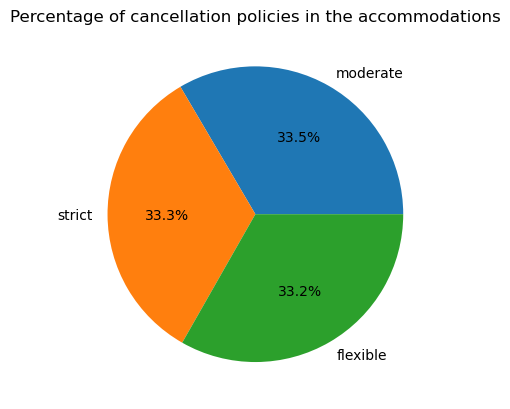 Percentage of cancellation policies in the accommodations
moderate
33.5%
strict
33.3%
33.2%
flexible